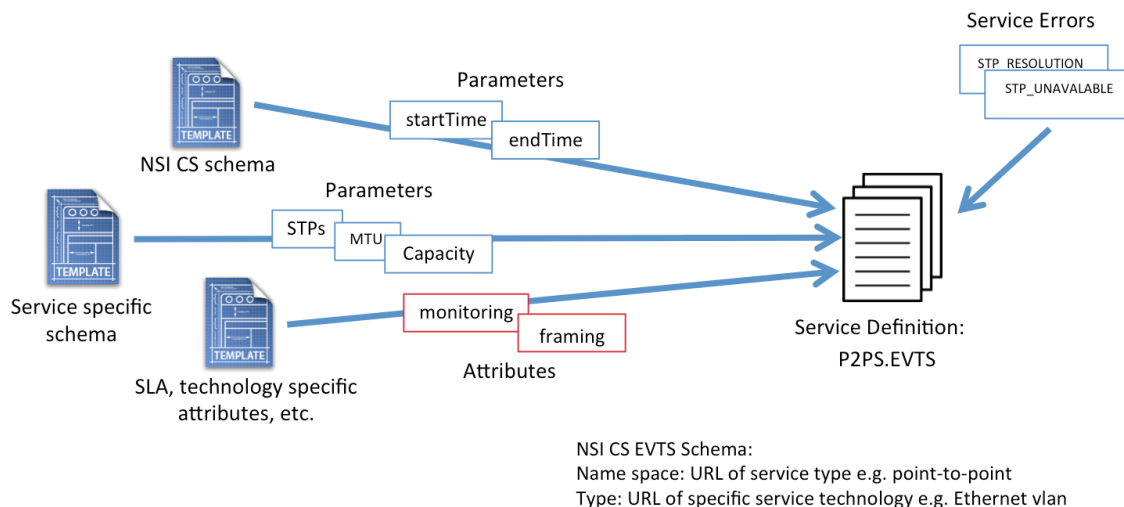 Service Errors
STP_RESOLUTION
STP_UNAVALABLE
Parameters
startTime
endTime
TEMPLATE
NSI CS schema
Parameters
STPs
MTU
Capacity
TEMPLATE
Service specific
schema
monitoring
framing
Attributes
TEMPLATE
SLA, technology specific
attributes, etc.
Service Definition:
P2PS.EVTS
NSI CS EVTS Schema:
Name space: URL of service type e.g. point-to-point
Type: URL of specific service technology e.g. Ethernet vlan